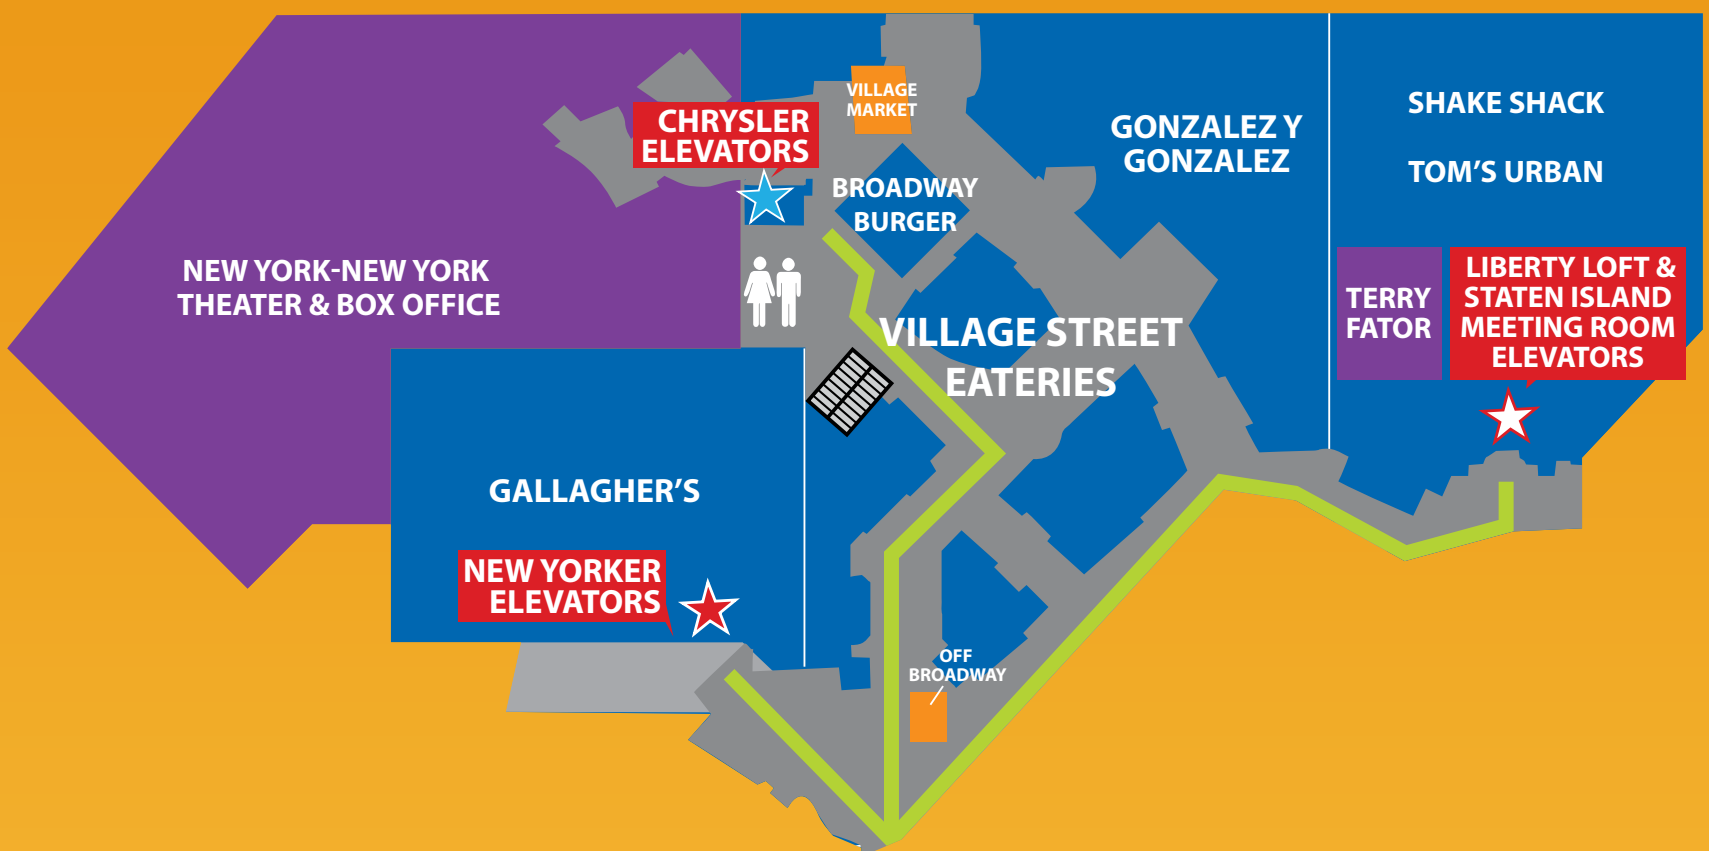 VILLAGE
MARKET
CHRYSLER
ELEVATORS
SHAKE SHACK
GONZALEZ Y
GONZALEZ
TOM'S URBAN
BROADWAY
BURGER
NEW YORK-NEW YORK
THEATER & BOX OFFICE
TERRY
FATOR
LIBERTY LOFT &
STATEN ISLAND
MEETING ROOM
ELEVATORS
VILLAGE STREET
EATERIES
GALLAGHER'S
NEW YORKER
ELEVATORS
OFF
BROADWAY